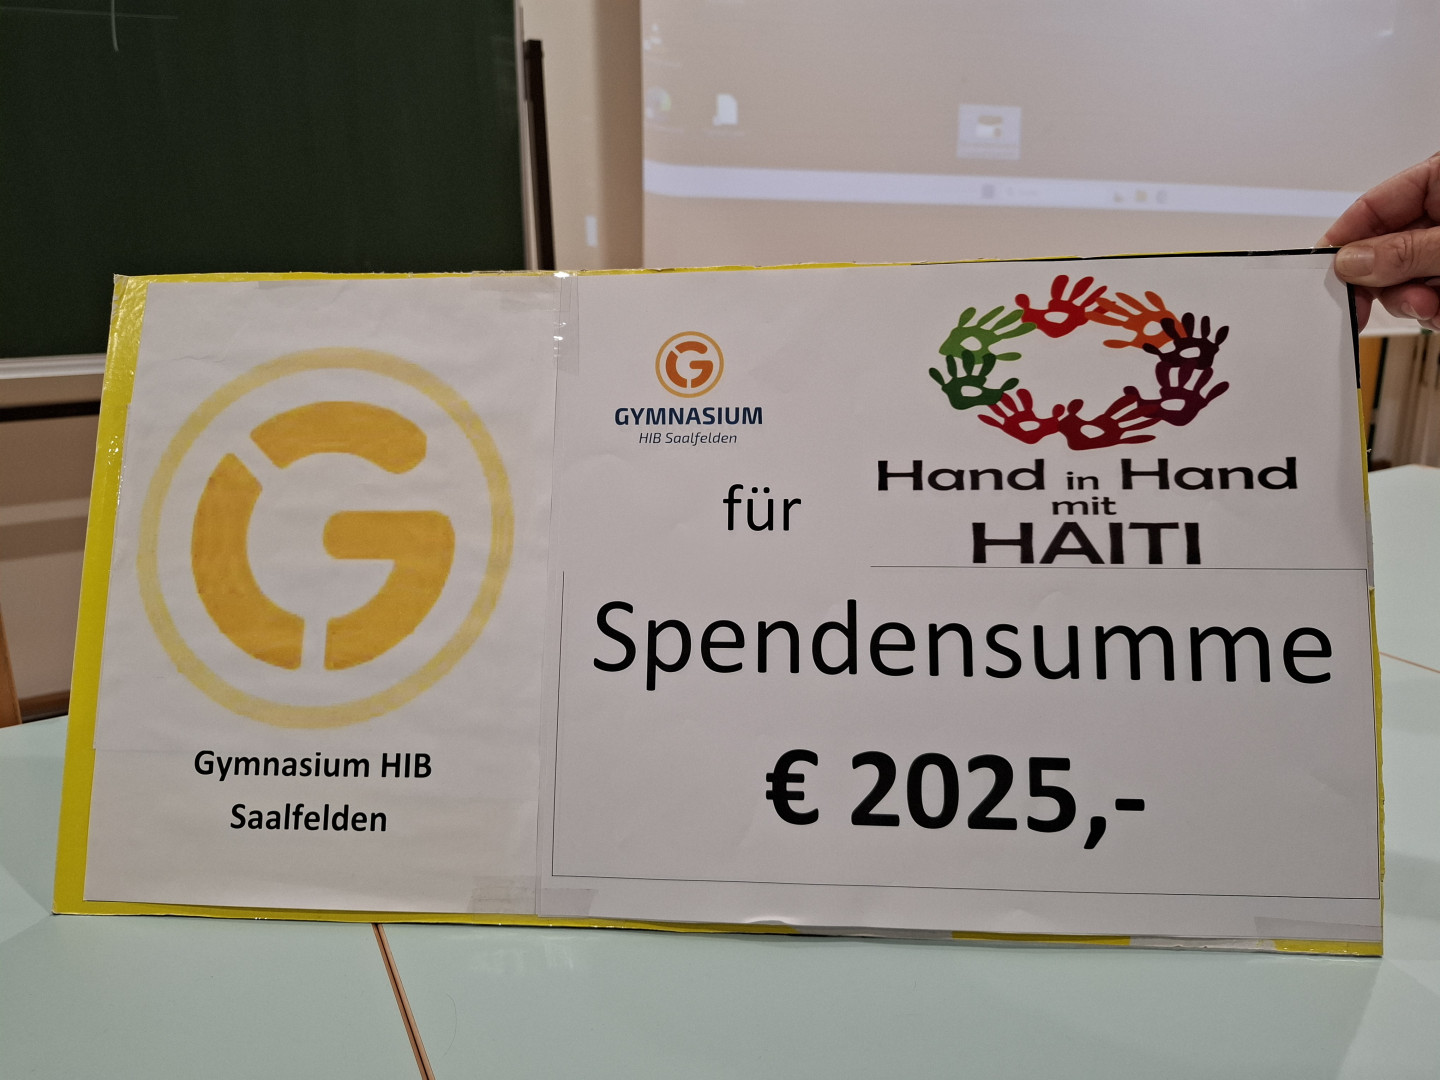 Gymnasium HIB
Saalfelden
GYMNASIUM
HIB Saalfelden
für
Hand in Hand
mit
HAITI
Spendensumme
€ 2025,-